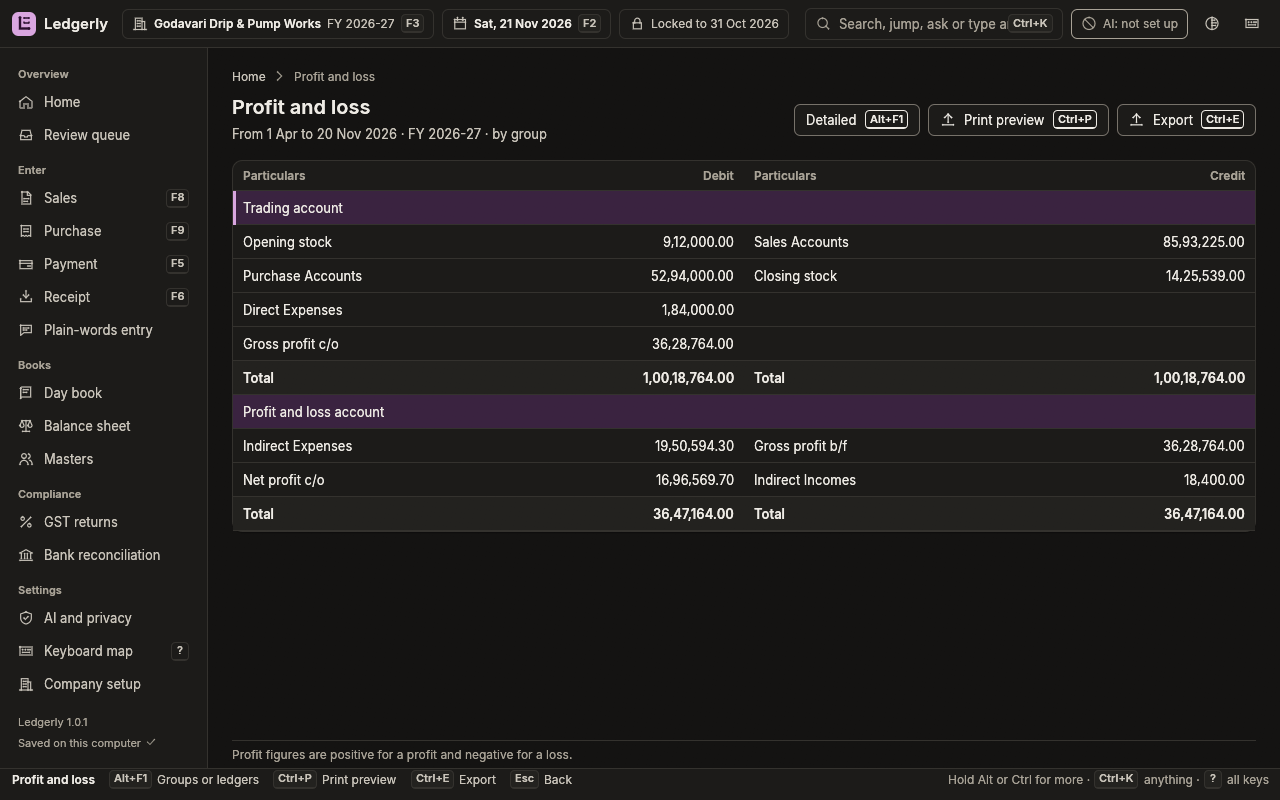 Ledgerly
Godavari Drip & Pump Works FY 2026-27 F3
Sat, 21 Nov 2026 F2
Locked to 31 Oct 2026
Search, jump, ask or type a Ctrl+K
AI: not set up
Overview
Home
Review queue
Enter
Sales F8
Purchase F9
Payment F5
Receipt F6
Plain-words entry
Books
Day book
Balance sheet
Masters
Compliance
GST returns
Bank reconciliation
Settings
AI and privacy
Keyboard map ?
Company setup
Ledgerly 1.0.1
Saved on this computer
Home > Profit and loss
Profit and loss
From 1 Apr to 20 Nov 2026 · FY 2026-27 · by group
Detailed Alt+F1
Print preview Ctrl+P
Export Ctrl+E
Particulars Debit Particulars Credit
Trading account
Opening stock 9,12,000.00 Sales Accounts 85,93,225.00
Purchase Accounts 52,94,000.00 Closing stock 14,25,539.00
Direct Expenses 1,84,000.00
Gross profit c/o 36,28,764.00
Total 1,00,18,764.00 Total 1,00,18,764.00
Profit and loss account
Indirect Expenses 19,50,594.30 Gross profit b/f 36,28,764.00
Net profit c/o 16,96,569.70 Indirect Incomes 18,400.00
Total 36,47,164.00 Total 36,47,164.00
Profit figures are positive for a profit and negative for a loss.
Profit and loss Alt+F1 Groups or ledgers Ctrl+P Print preview Ctrl+E Export Esc Back
Hold Alt or Ctrl for more · Ctrl+K anything · ? all keys